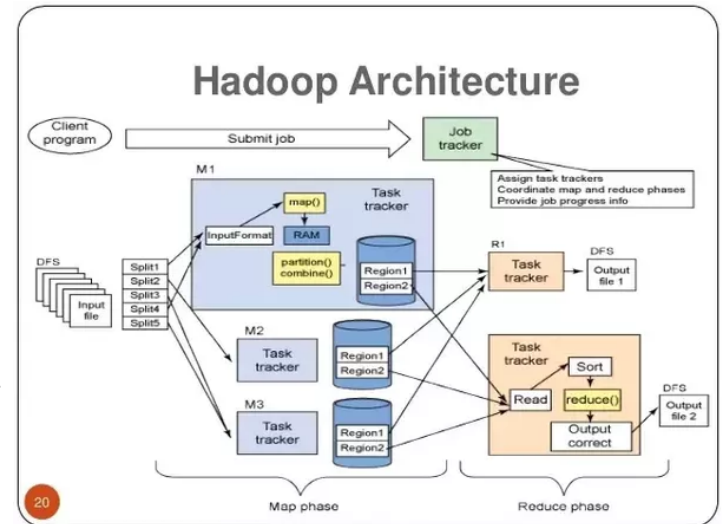 Hadoop Architecture
Client
program
Submit job
Job
tracker
Assign task trackers
Coordinate map and reduce phases
Provide job progress info
M1
Task
tracker
map()
InputFormat
RAM
partition()
combine()
Region1
Region2
DFS
Input
file
Split1
Split2
Split3
Split4
Split5
M2
Task
tracker
Region1
Region2
M3
Task
tracker
Region1
Region2
R1
Task
tracker
DFS
Output
file 1
Task
tracker
Sort
Read
reduce()
Output
correct
DFS
Output
file 2
Map phase
Reduce phase
20